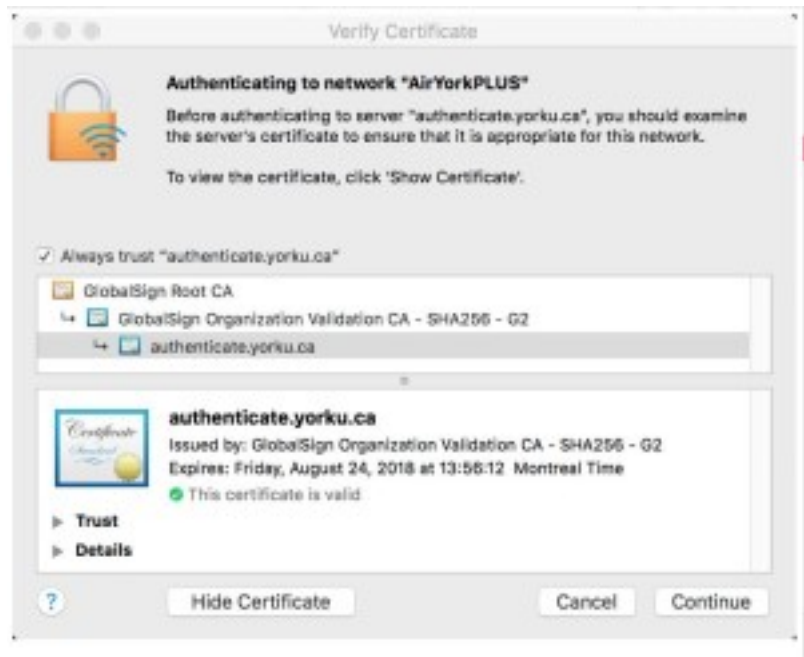 Verify Certificate
Authenticating to network "AirYorkPLUS"
Before authenticating to server "authenticate.yorku.ca", you should examine
the server's certificate to ensure that it is appropriate for this network.
To view the certificate, click 'Show Certificate'.
Always trust "authenticate.yorku.ca"
GlobalSign Root CA
GlobalSign Organization Validation CA - SHA256 - G2
authenticate.yorku.ca
Certificate
Standard
authenticate.yorku.ca
Issued by: GlobalSign Organization Validation CA - SHA256 - G2
Expires: Friday, August 24, 2018 at 13:56:12 Montreal Time
This certificate is valid
Trust
Details
?
Hide Certificate
Cancel
Continue